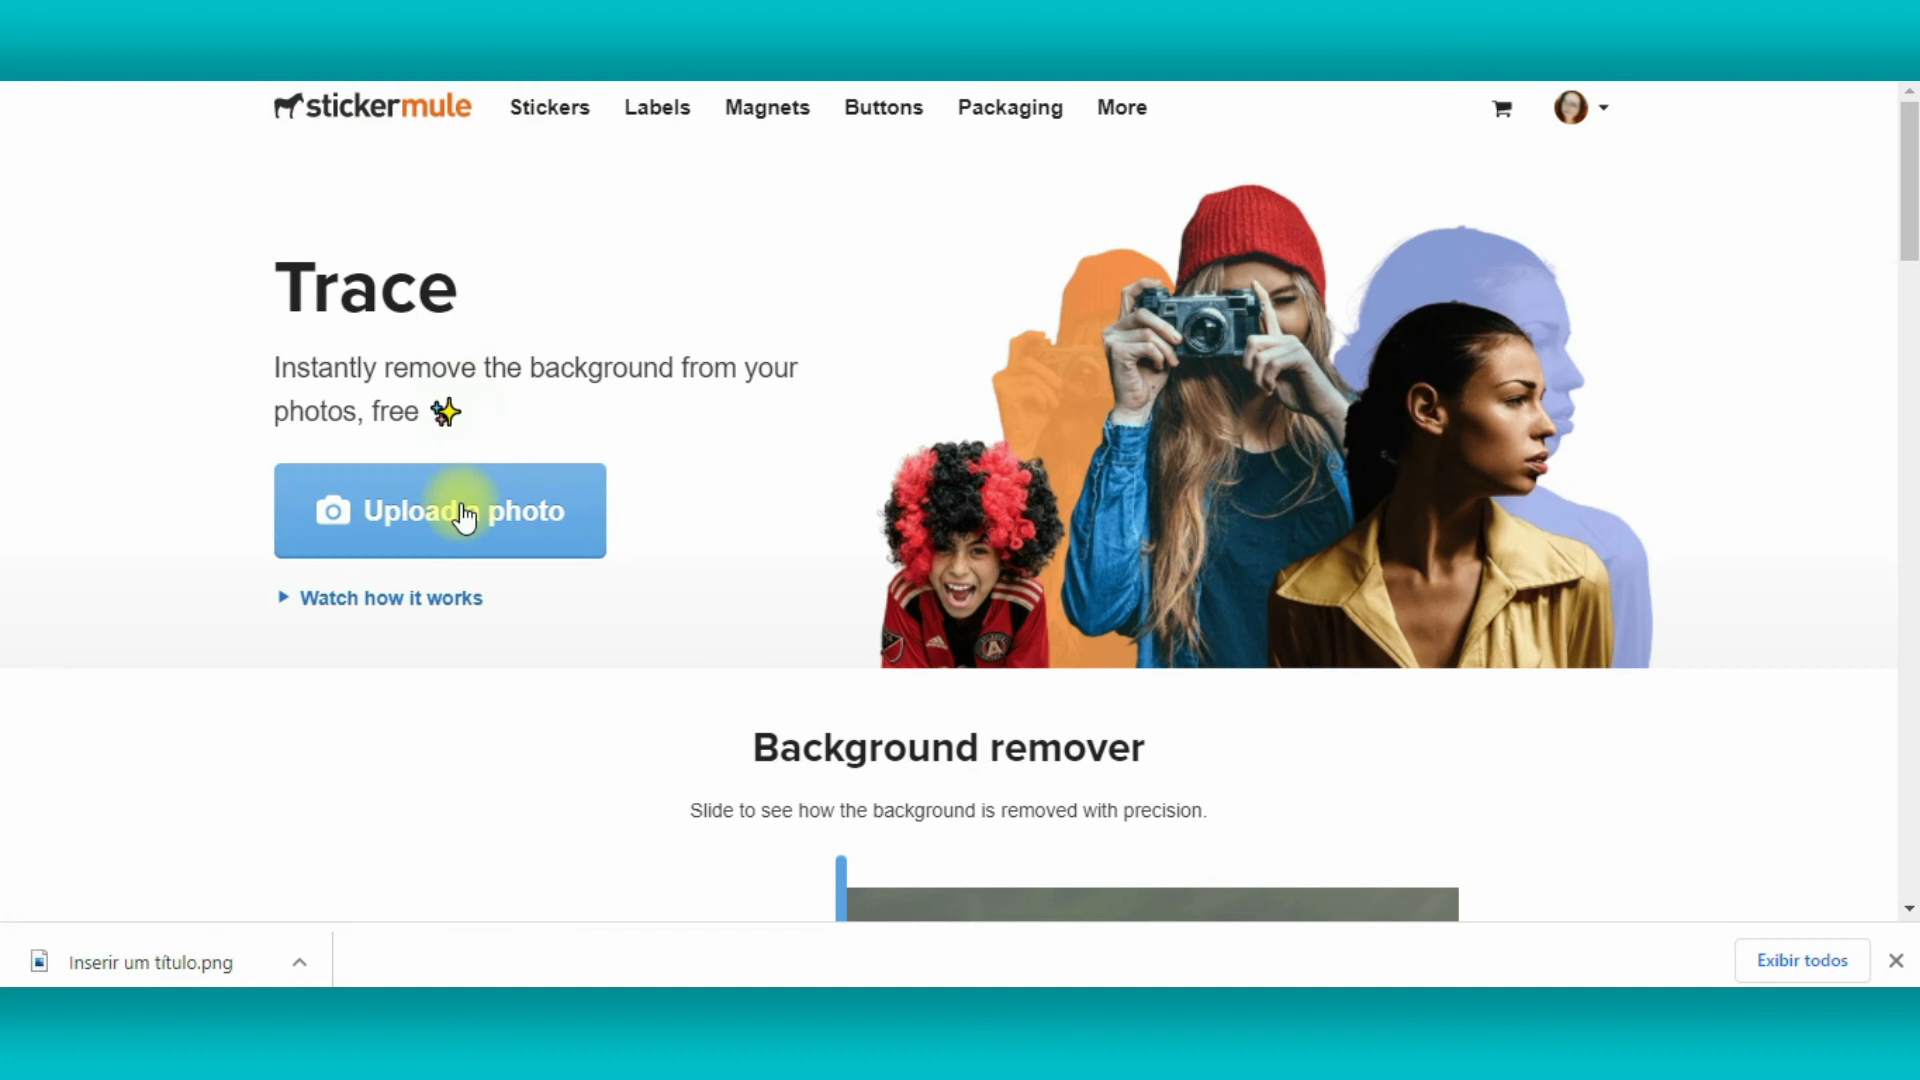 stickermule Stickers Labels Magnets Buttons Packaging More
Trace
Instantly remove the background from your
photos, free
Upload photo
Watch how it works
Background remover
Slide to see how the background is removed with precision.
Inserir um título.png
Exibir todos